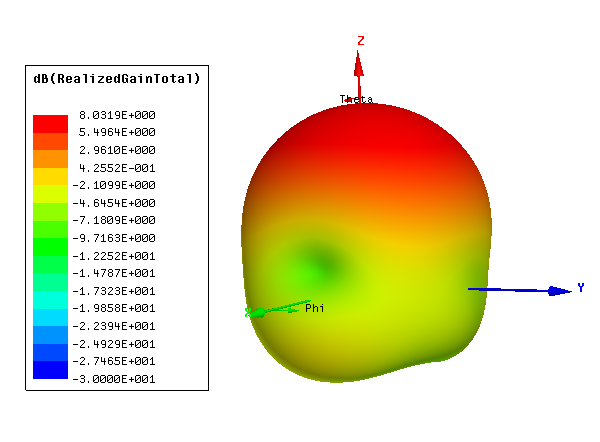 dB(RealizedGainTotal)
8.0319E+000
5.4964E+000
2.9610E+000
4.2552E-001
-2.1099E+000
-4.6454E+000
-7.1809E+000
-9.7163E+000
-1.2252E+001
-1.4787E+001
-1.7323E+001
-1.9858E+001
-2.2394E+001
-2.4929E+001
-2.7465E+001
-3.0000E+001
Z
Theta
Y
Phi